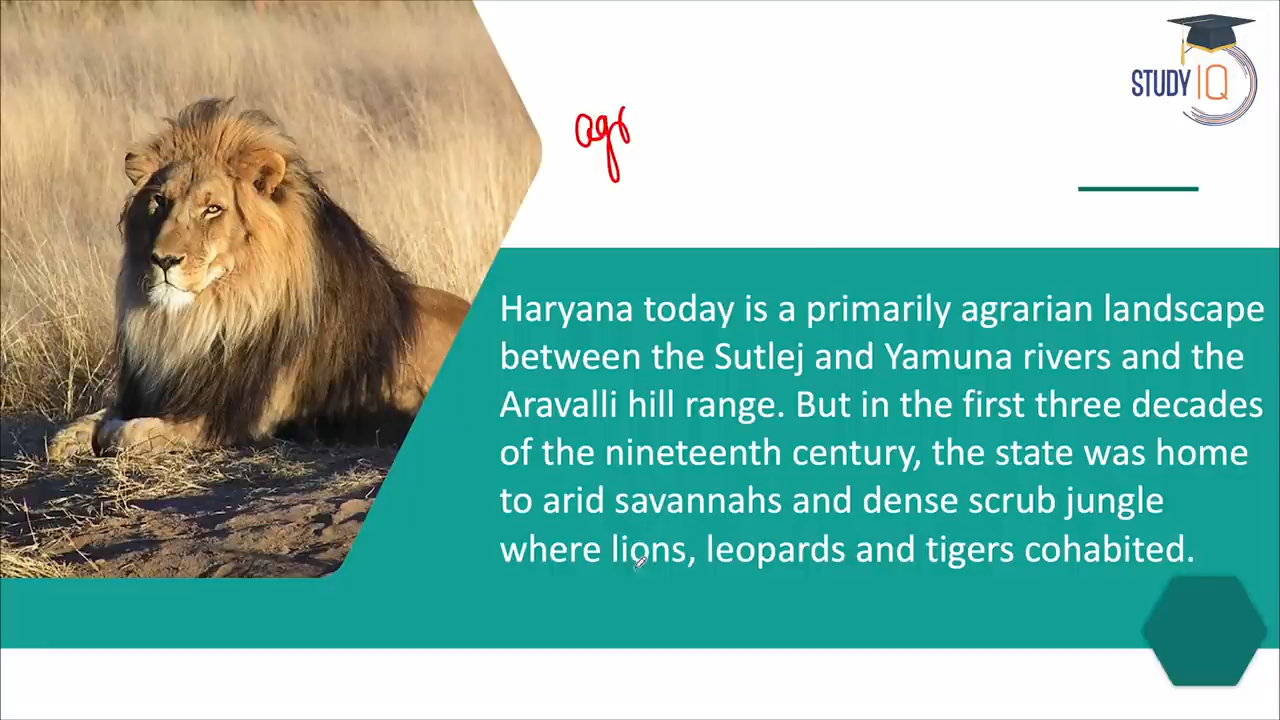 STUDY IQ
agr
Haryana today is a primarily agrarian landscape
between the Sutlej and Yamuna rivers and the
Aravalli hill range. But in the first three decades
of the nineteenth century, the state was home
to arid savannahs and dense scrub jungle
where lions, leopards and tigers cohabited.